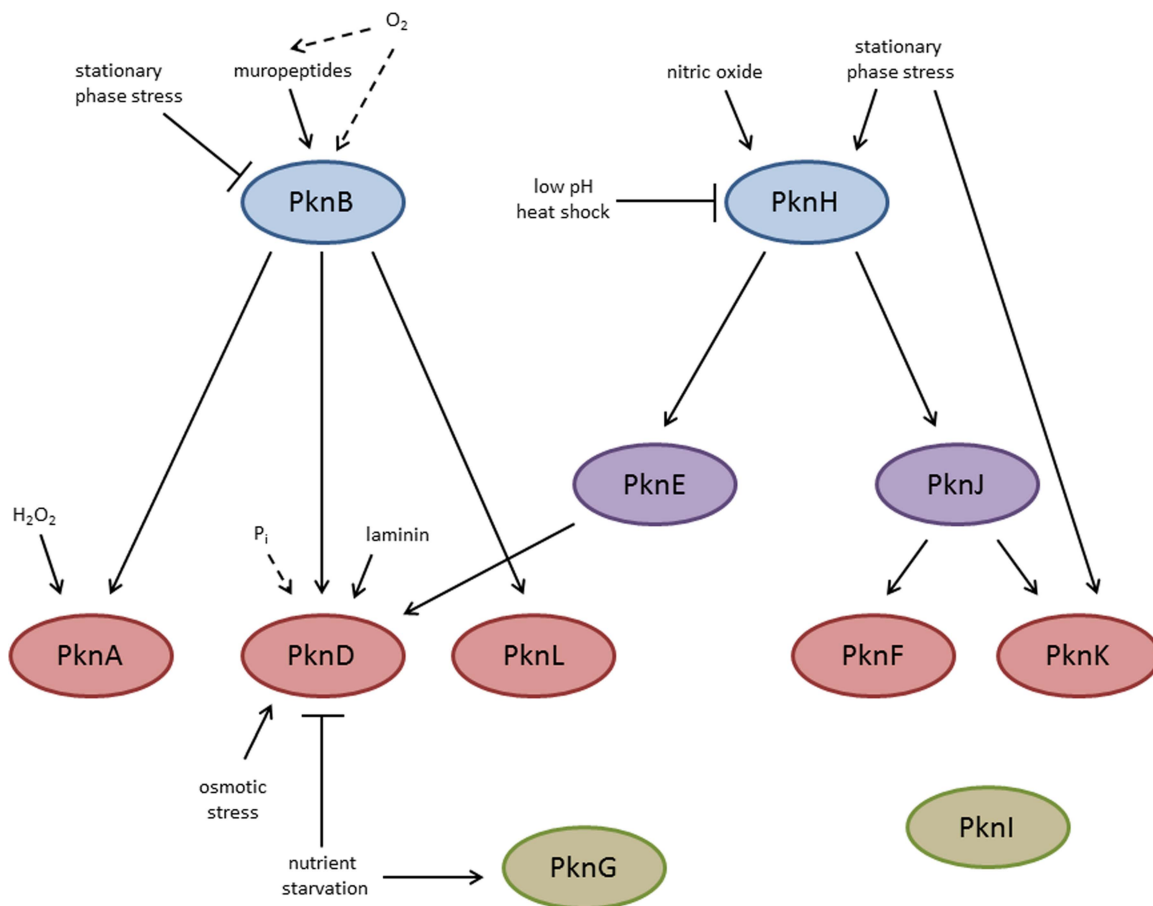 O₂
stationary
phase stress
muropeptides
nitric oxide
stationary
phase stress
PknB
low pH
heat shock
PknH
PknE
PknJ
H₂O₂
Pᵢ
laminin
PknA
PknD
PknL
PknF
PknK
osmotic
stress
nutrient
starvation
PknG
PknI